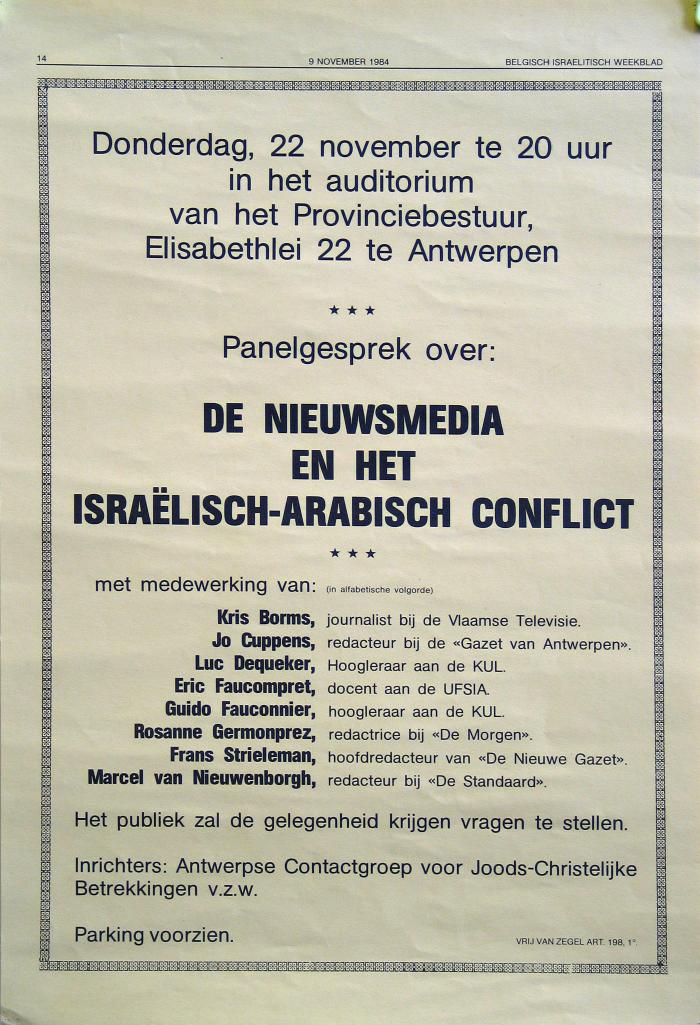 14
9 NOVEMBER 1984
BELGISCH ISRAELITISCH WEEKBLAD
Donderdag, 22 november te 20 uur
in het auditorium
van het Provinciebestuur,
Elisabethlei 22 te Antwerpen
★ ★ ★
Panelgesprek over:
DE NIEUWSMEDIA
EN HET
ISRAËLISCH-ARABISCH CONFLICT
★ ★ ★
met medewerking van: (in alfabetische volgorde)
Kris Borms, journalist bij de Vlaamse Televisie.
Jo Cuppens, redacteur bij de «Gazet van Antwerpen».
Luc Dequeker, Hoogleraar aan de KUL.
Eric Faucompret, docent aan de UFSIA.
Guido Fauconnier, hoogleraar aan de KUL.
Rosanne Germonprez, redactrice bij «De Morgen».
Frans Strieleman, hoofdredacteur van «De Nieuwe Gazet».
Marcel van Nieuwenborgh, redacteur bij «De Standaard».
Het publiek zal de gelegenheid krijgen vragen te stellen.
Inrichters: Antwerpse Contactgroep voor Joods-Christelijke
Betrekkingen v.z.w.
Parking voorzien.
VRIJ VAN ZEGEL ART. 198, 1°.